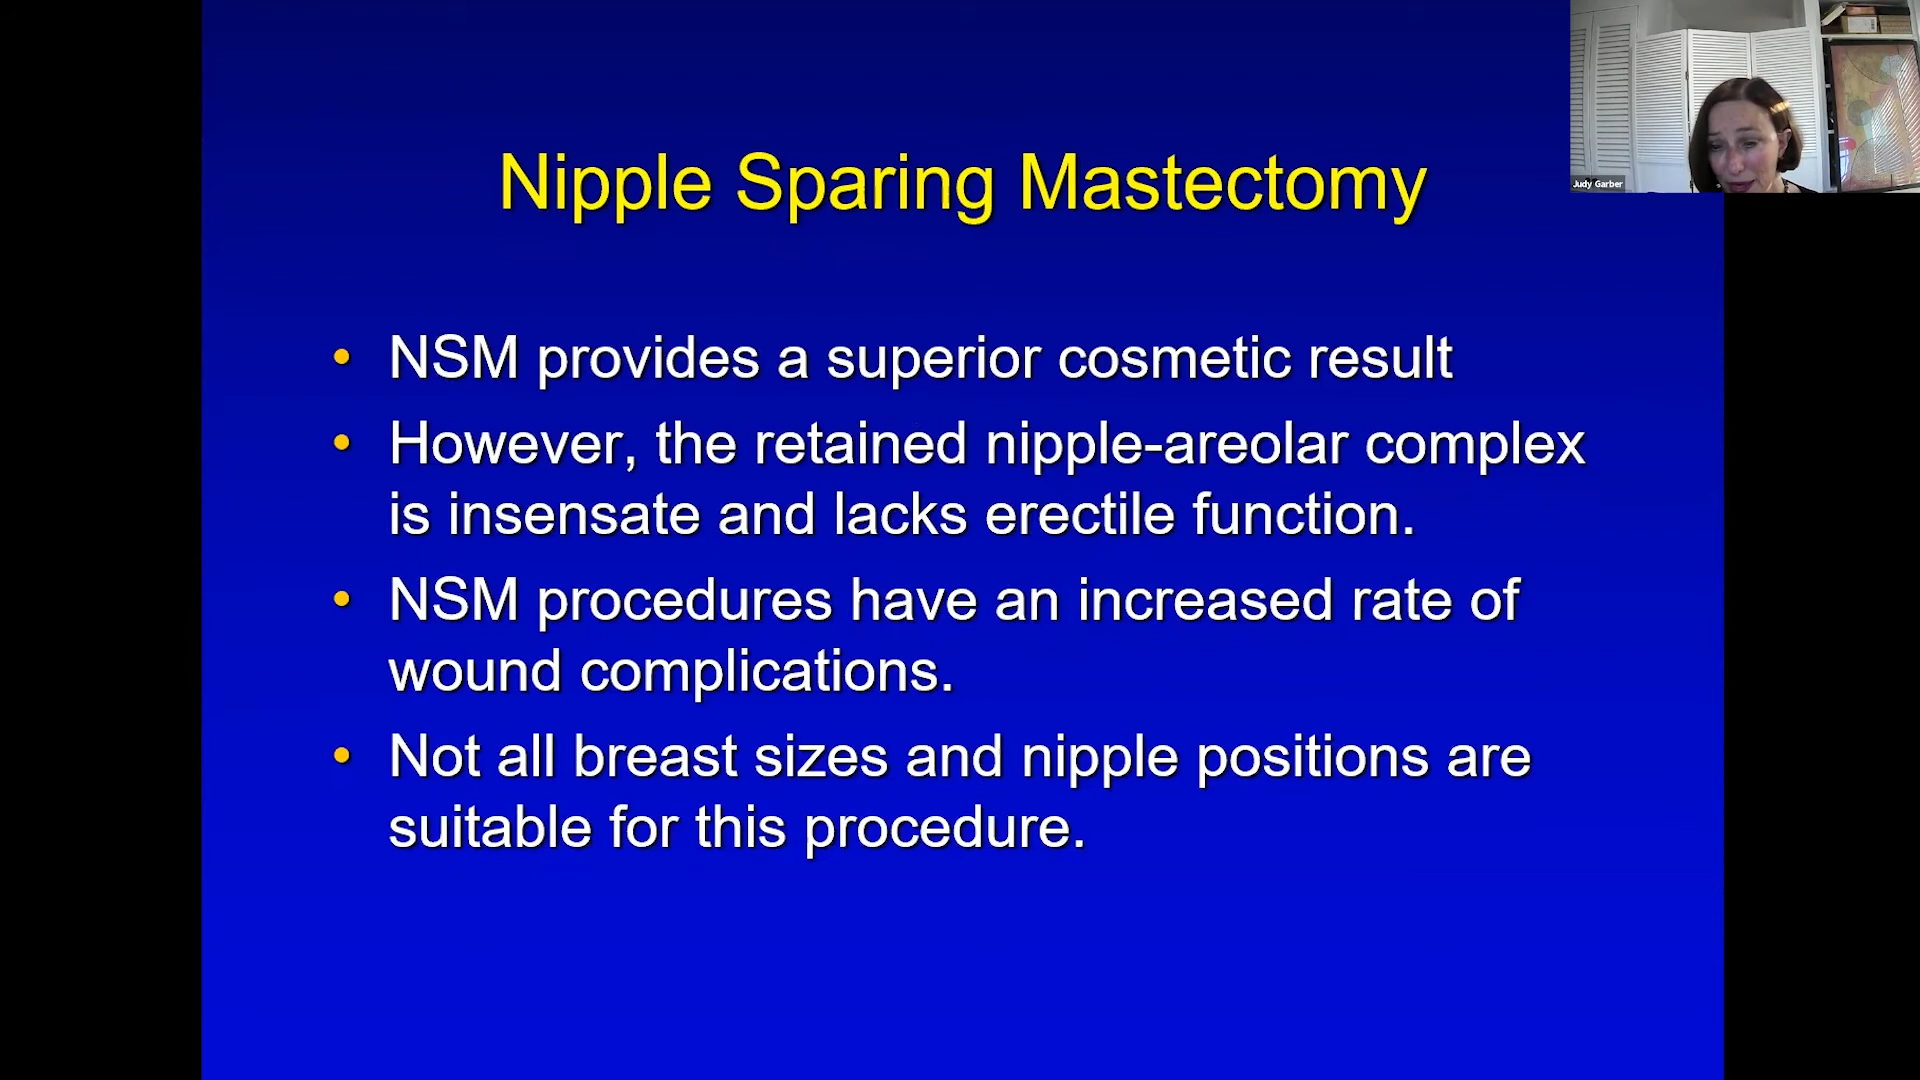 Nipple Sparing Mastectomy
• NSM provides a superior cosmetic result
• However, the retained nipple-areolar complex
is insensate and lacks erectile function.
• NSM procedures have an increased rate of
wound complications.
• Not all breast sizes and nipple positions are
suitable for this procedure.
Judy Garber